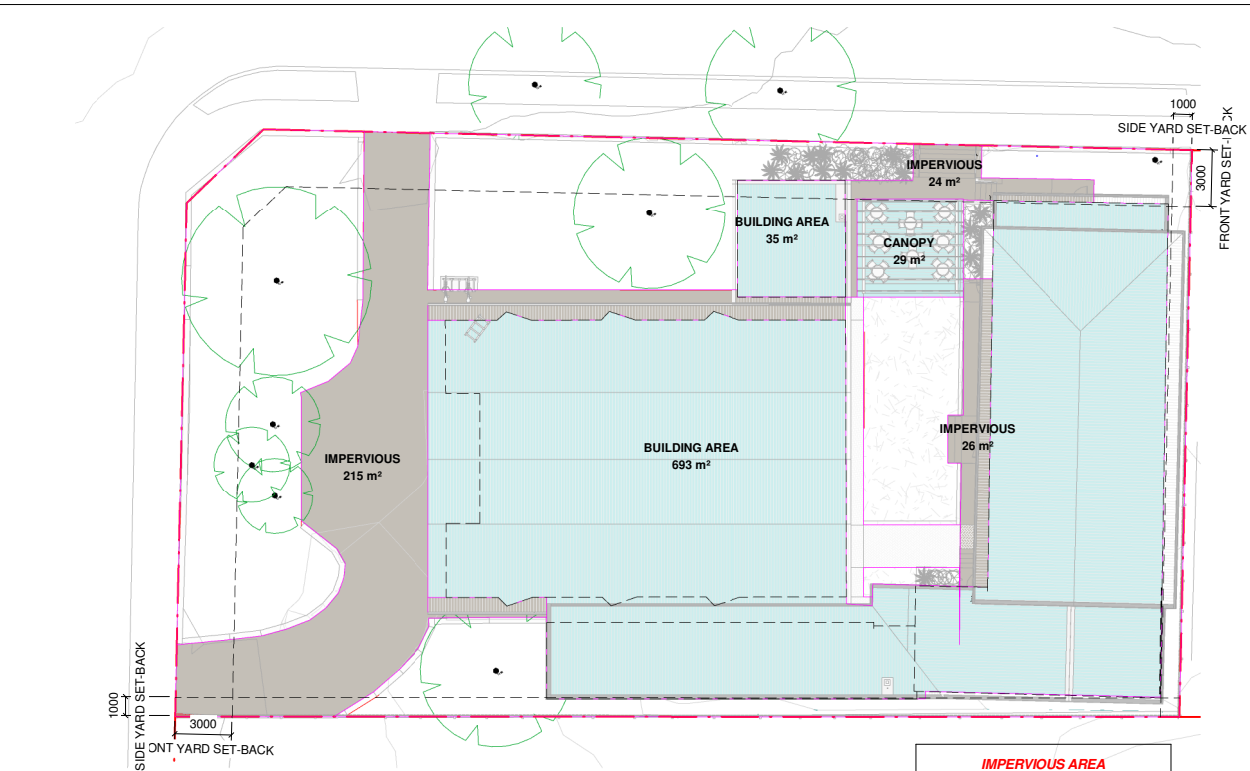 1000
SIDE YARD SET-BACK
3000
FRONT YARD SET-BACK
IMPERVIOUS
24 m²
BUILDING AREA
35 m²
CANOPY
29 m²
IMPERVIOUS
26 m²
BUILDING AREA
693 m²
IMPERVIOUS
215 m²
1000
SIDE YARD SET-BACK
3000
ONT YARD SET-BACK
IMPERVIOUS AREA